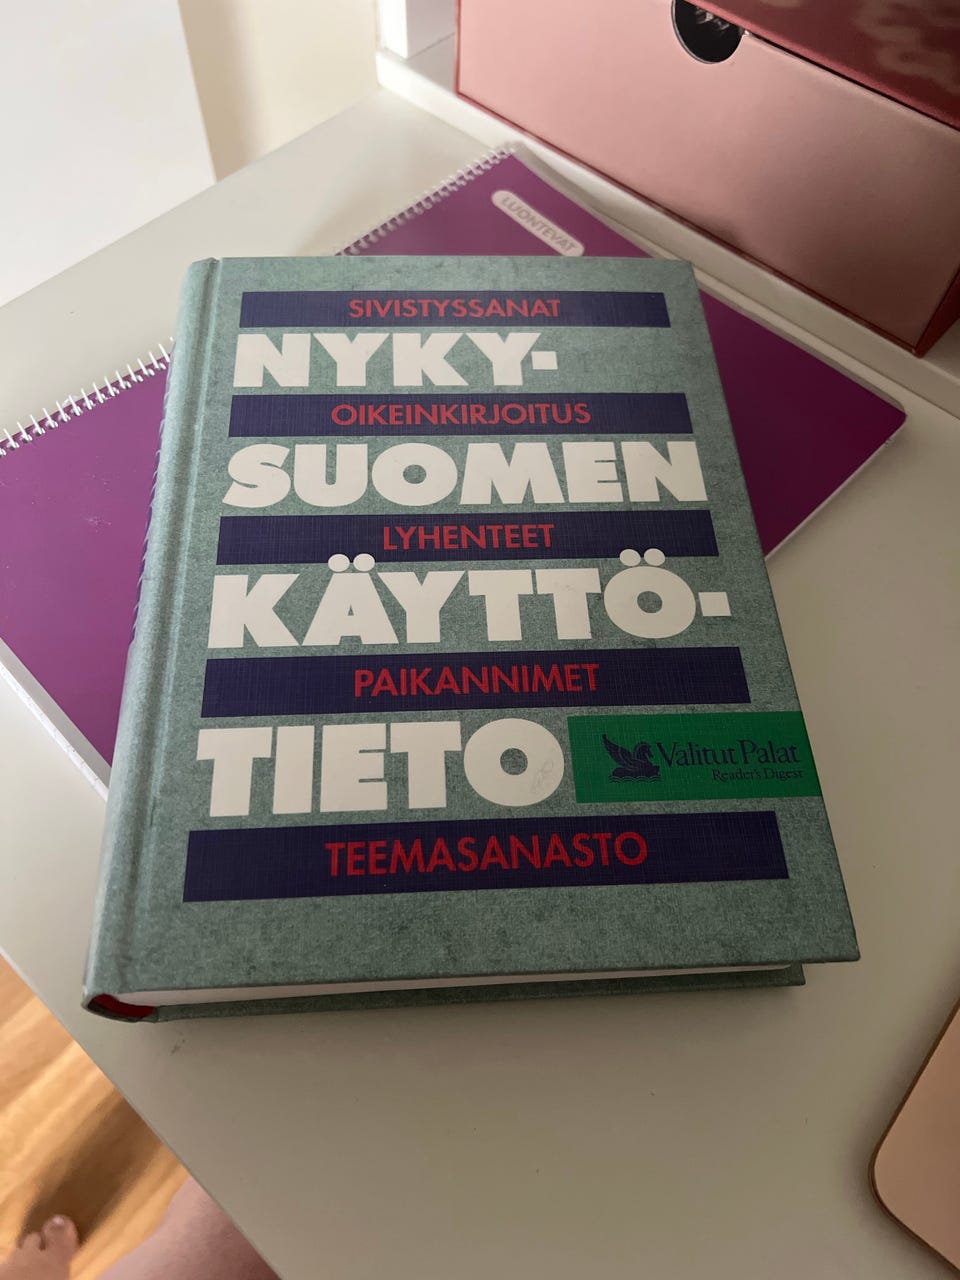 LUONTEVAT
SIVISTYSSANAT
NYKY-
OIKEINKIRJOITUS
SUOMEN
LYHENTEET
KÄYTTÖ-
PAIKANNIMET
TIETO
Valitut Palat
Reader's Digest
TEEMASANASTO